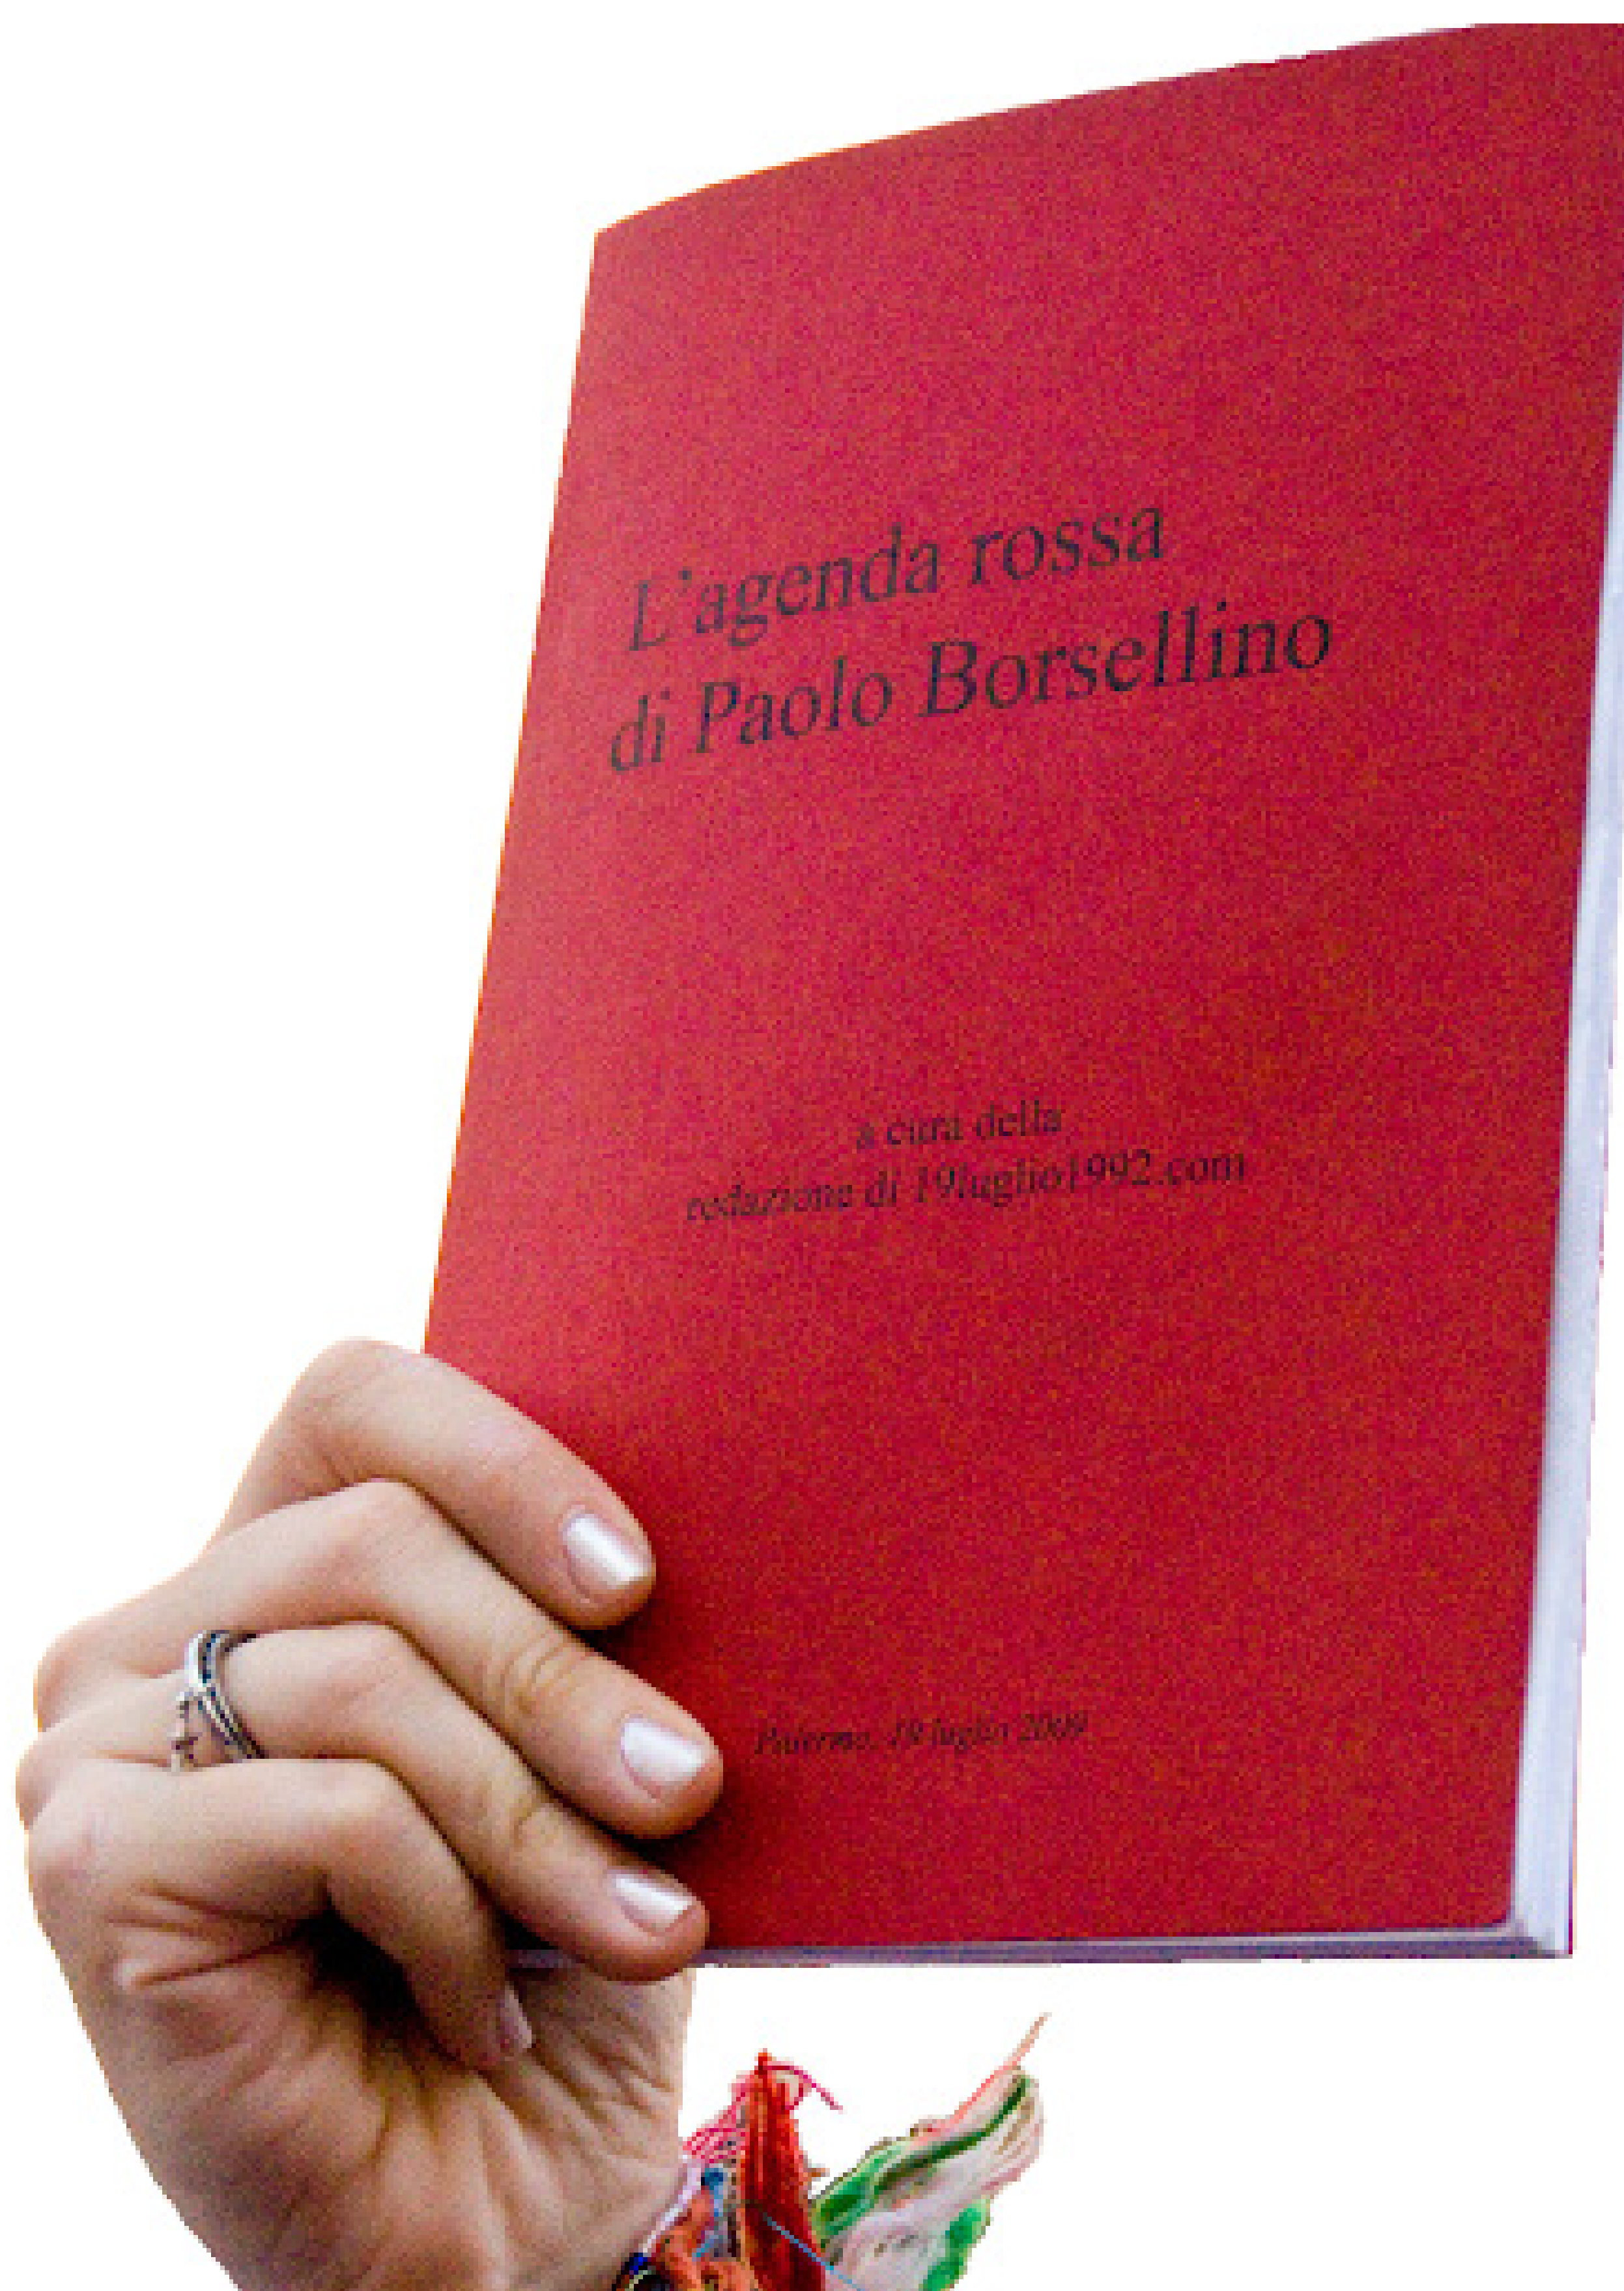 L'agenda rossa
di Paolo Borsellino
a cura della
redazione di 19luglio1992.com
Palermo, 19 luglio 2009